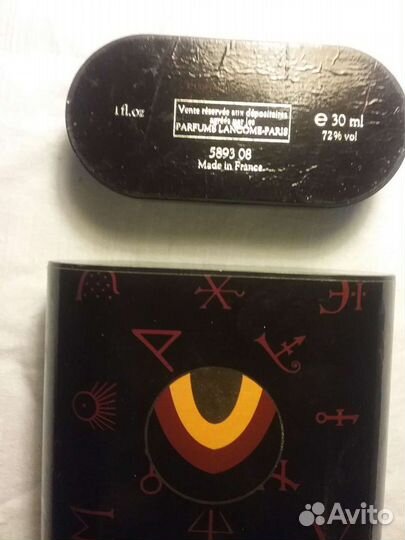 1 fl.oz
Vente réservée aux dépositaires
agréés par les
PARFUMS LANCOME-PARIS
℮ 30 ml
72% vol
5893 08
Made in France
Avito